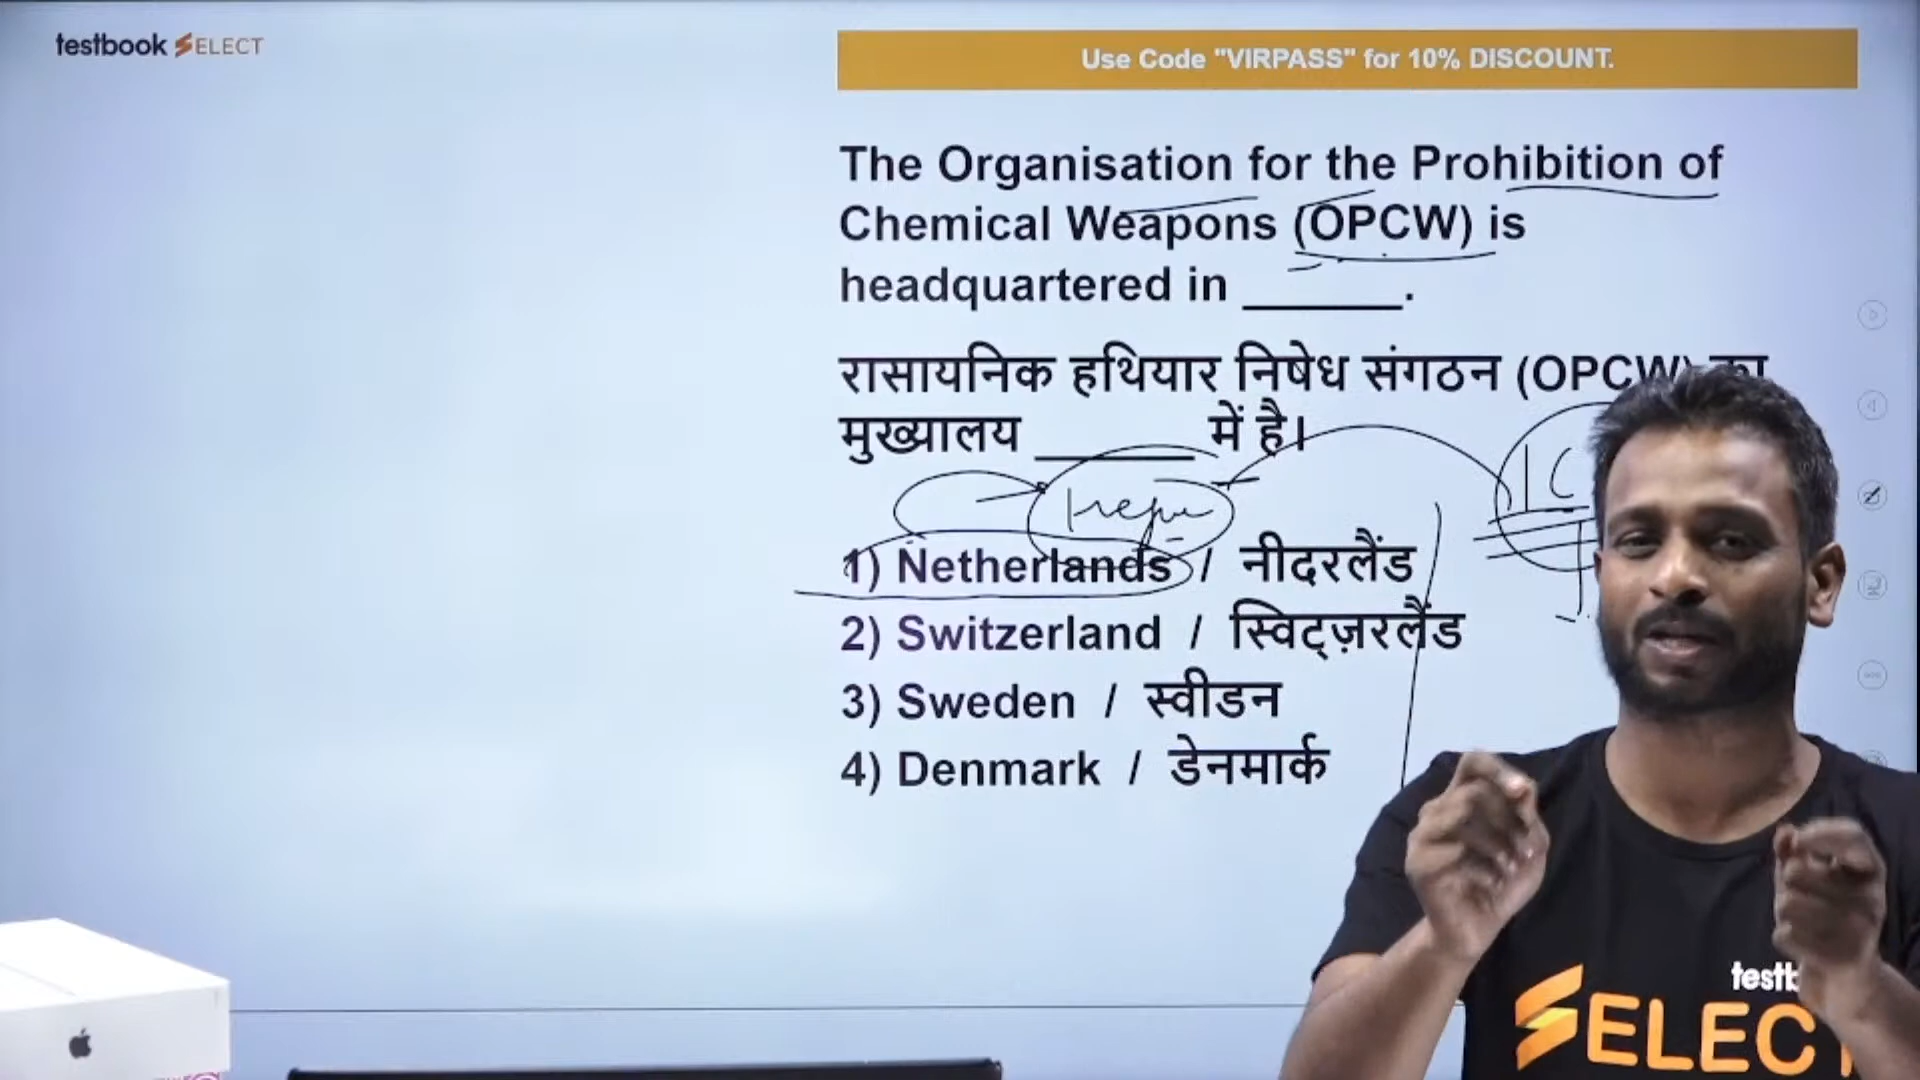 testbook SELECT
Use Code "VIRPASS" for 10% DISCOUNT.
The Organisation for the Prohibition of
Chemical Weapons (OPCW) is
headquartered in ______.
रासायनिक हथियार निषेध संगठन (OPCW) का
मुख्यालय ______ में है।
IC
1) Netherlands / नीदरलैंड
2) Switzerland / स्विट्ज़रलैंड
3) Sweden / स्वीडन
4) Denmark / डेनमार्क
SELECT